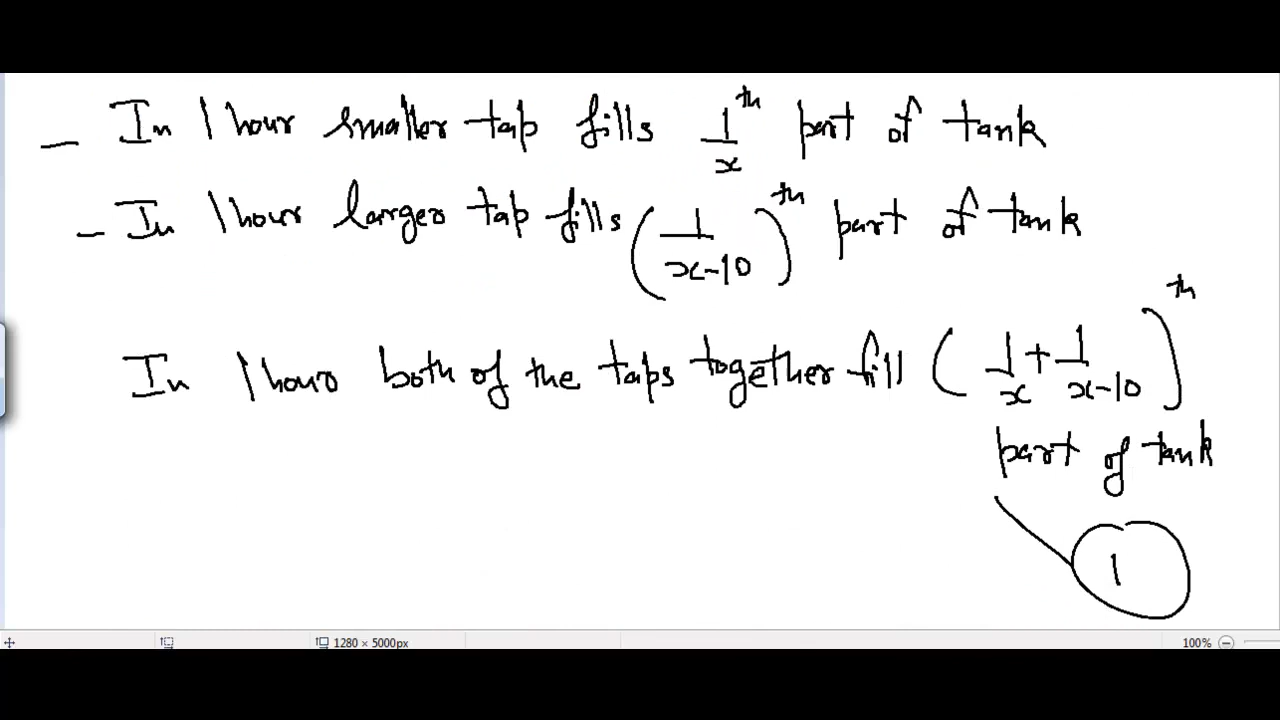 – In 1 hour smaller tap fills 1/x th part of tank
– In 1 hour larger tap fills (1/(x-10))th part of tank
In 1 hour both of the taps together fill (1/x + 1/(x-10))th
part of tank
1
1280 × 5000px 100%